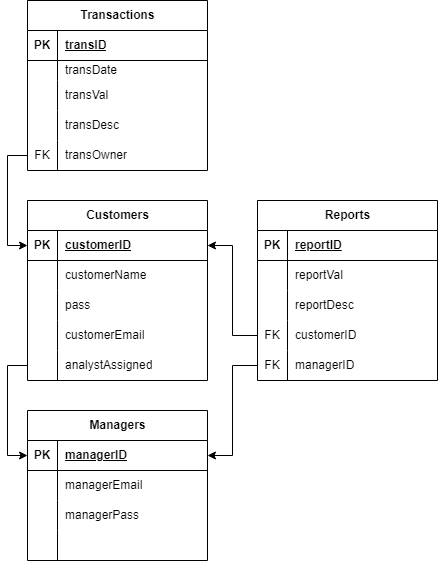 Transactions
PK transID
transDate
transVal
transDesc
FK transOwner
Customers
PK customerID
customerName
pass
customerEmail
analystAssigned
Reports
PK reportID
reportVal
reportDesc
FK customerID
FK managerID
Managers
PK managerID
managerEmail
managerPass